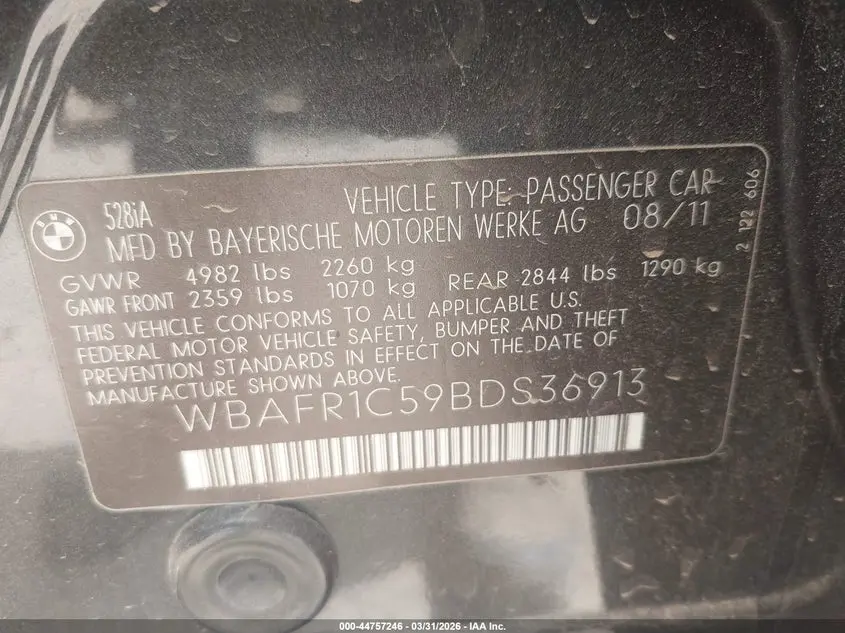 BMW
528iA
VEHICLE TYPE: PASSENGER CAR
MFD BY BAYERISCHE MOTOREN WERKE AG 08/11
GVWR 4982 lbs 2260 kg
GAWR FRONT 2359 lbs 1070 kg REAR 2844 lbs 1290 kg
THIS VEHICLE CONFORMS TO ALL APPLICABLE U.S.
FEDERAL MOTOR VEHICLE SAFETY, BUMPER AND THEFT
PREVENTION STANDARDS IN EFFECT ON THE DATE OF
MANUFACTURE SHOWN ABOVE.
WBAFR1C59BDS36913
2 122 606
000-44757246 - 03/31/2026 - IAA Inc.